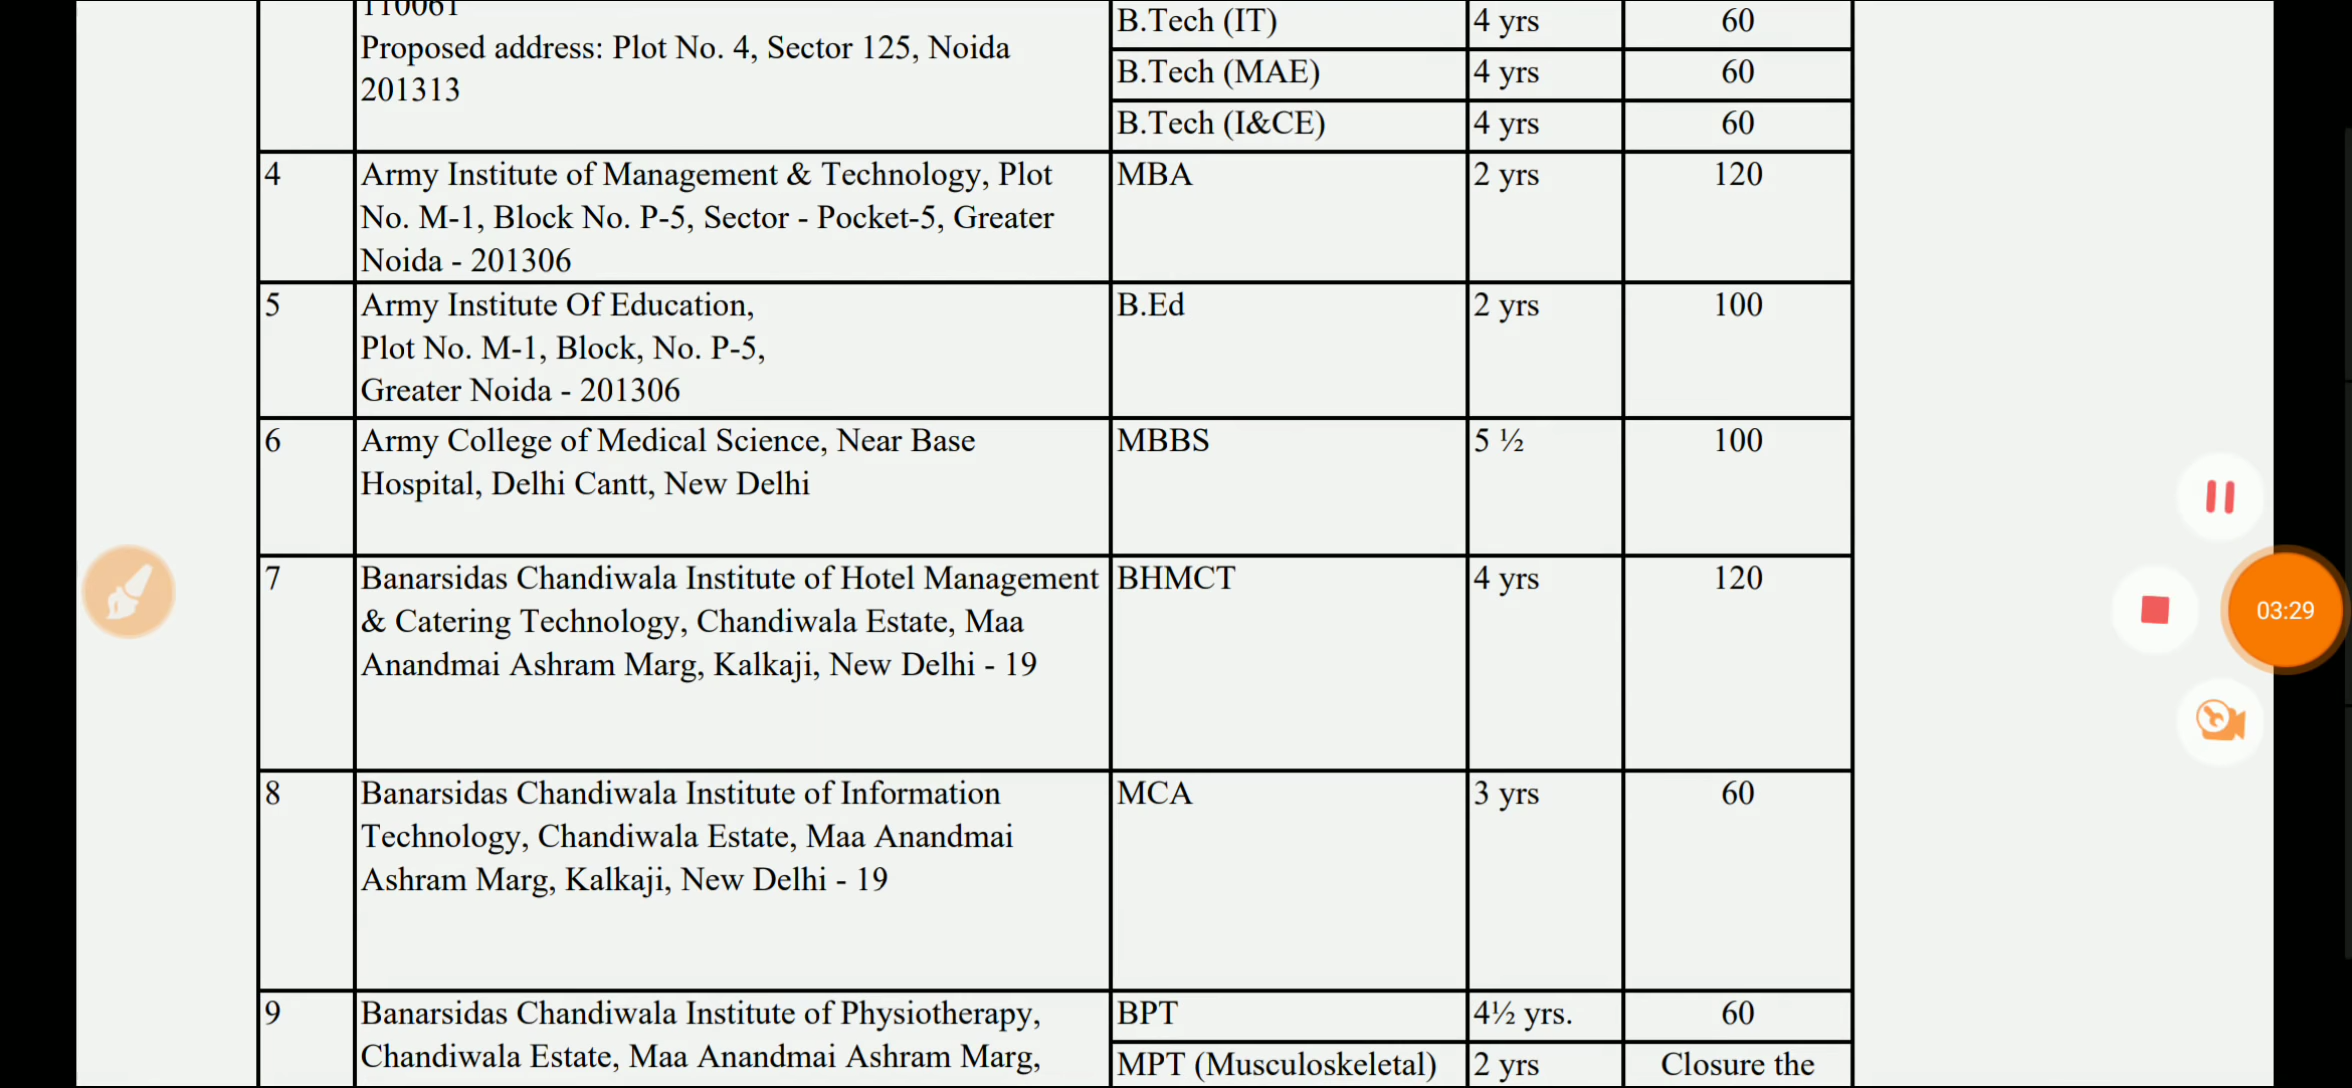 110061
B.Tech (IT) 4 yrs 60
Proposed address: Plot No. 4, Sector 125, Noida
201313
B.Tech (MAE) 4 yrs 60
B.Tech (I&CE) 4 yrs 60
4 Army Institute of Management & Technology, Plot MBA 2 yrs 120
No. M-1, Block No. P-5, Sector - Pocket-5, Greater
Noida - 201306
5 Army Institute Of Education, B.Ed 2 yrs 100
Plot No. M-1, Block, No. P-5,
Greater Noida - 201306
6 Army College of Medical Science, Near Base MBBS 5 ½ 100
Hospital, Delhi Cantt, New Delhi
7 Banarsidas Chandiwala Institute of Hotel Management BHMCT 4 yrs 120
& Catering Technology, Chandiwala Estate, Maa
Anandmai Ashram Marg, Kalkaji, New Delhi - 19
03:29
8 Banarsidas Chandiwala Institute of Information MCA 3 yrs 60
Technology, Chandiwala Estate, Maa Anandmai
Ashram Marg, Kalkaji, New Delhi - 19
9 Banarsidas Chandiwala Institute of Physiotherapy, BPT 4½ yrs. 60
Chandiwala Estate, Maa Anandmai Ashram Marg,
MPT (Musculoskeletal) 2 yrs Closure the